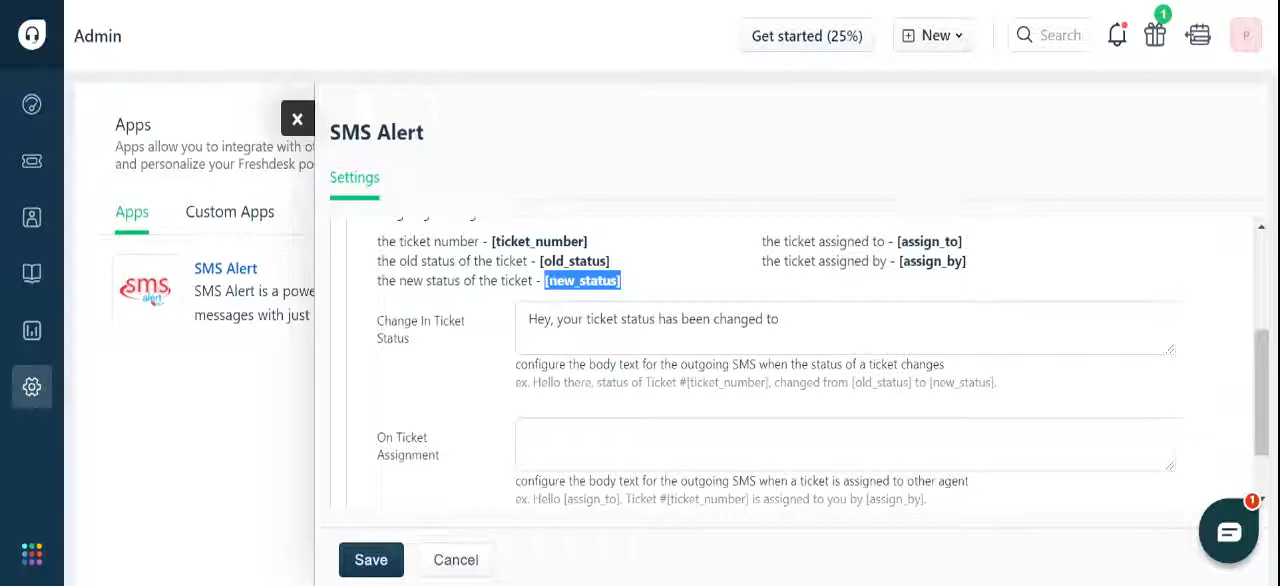 Admin
Get started (25%)
New
Search
1
P
Apps
Apps allow you to integrate with ot
and personalize your Freshdesk po
Apps
Custom Apps
sms
alert
SMS Alert
SMS Alert is a powe
messages with just
x
SMS Alert
Settings
the ticket number - [ticket_number]
the ticket assigned to - [assign_to]
the old status of the ticket - [old_status]
the ticket assigned by - [assign_by]
the new status of the ticket - [new_status]
Change In Ticket
Status
Hey, your ticket status has been changed to
configure the body text for the outgoing SMS when the status of a ticket changes
ex. Hello there, status of Ticket #[ticket_number], changed from [old_status] to [new_status].
On Ticket
Assignment
configure the body text for the outgoing SMS when a ticket is assigned to other agent
ex. Hello [assign_to], Ticket #[ticket_number] is assigned to you by [assign_by].
Save
Cancel
1